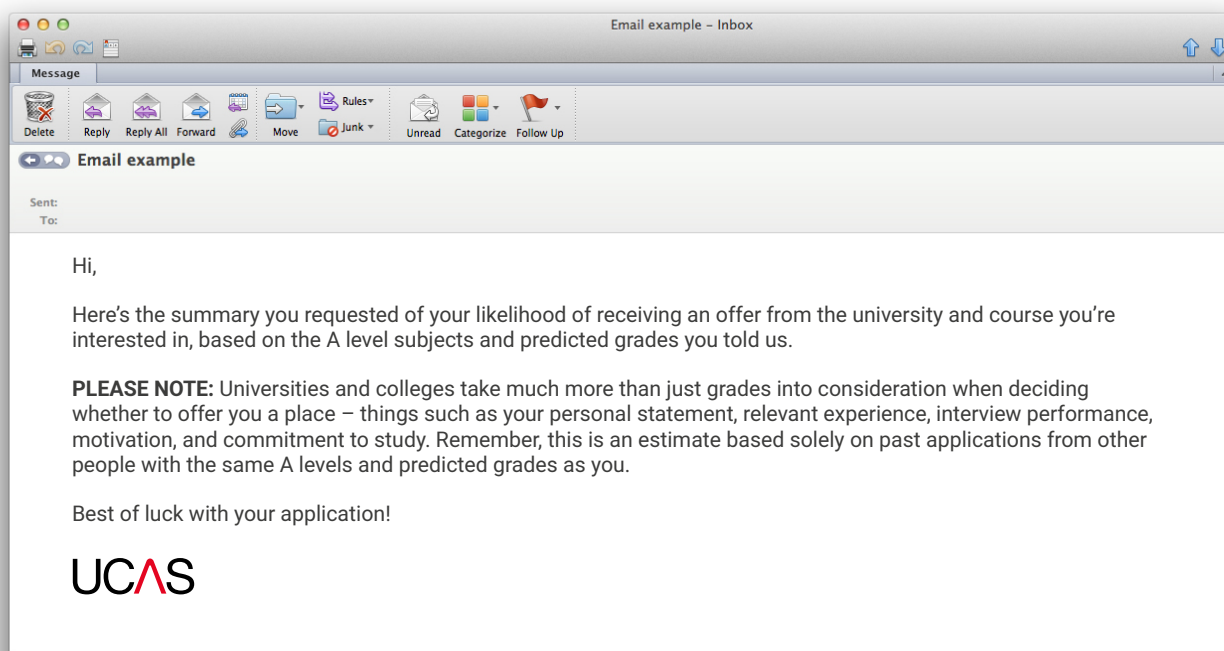 Email example – Inbox
Message
Delete
Reply
Reply All
Forward
Move
Rules
Junk
Unread
Categorize
Follow Up
Email example
Sent:
To:
Hi,
Here’s the summary you requested of your likelihood of receiving an offer from the university and course you’re
interested in, based on the A level subjects and predicted grades you told us.
PLEASE NOTE: Universities and colleges take much more than just grades into consideration when deciding
whether to offer you a place – things such as your personal statement, relevant experience, interview performance,
motivation, and commitment to study. Remember, this is an estimate based solely on past applications from other
people with the same A levels and predicted grades as you.
Best of luck with your application!
UCAS